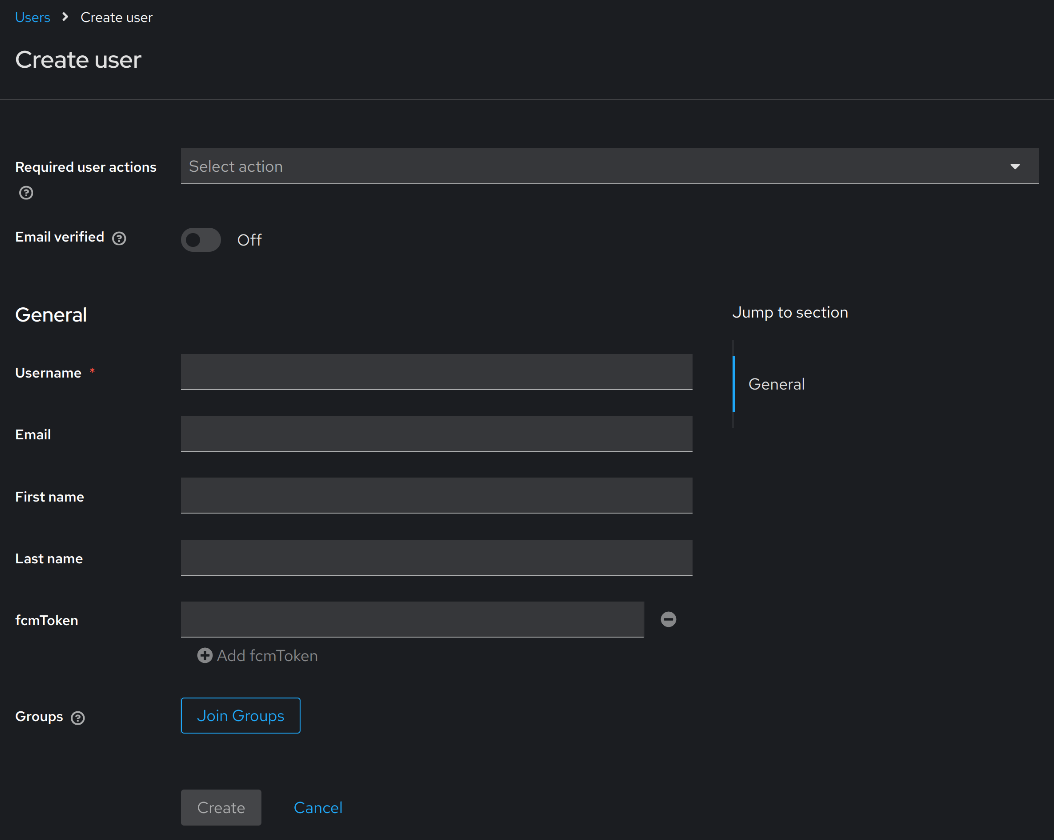 Users > Create user
Create user
Required user actions
Select action
Email verified
Off
General
Jump to section
General
Username *
Email
First name
Last name
fcmToken
Add fcmToken
Groups
Join Groups
Create
Cancel